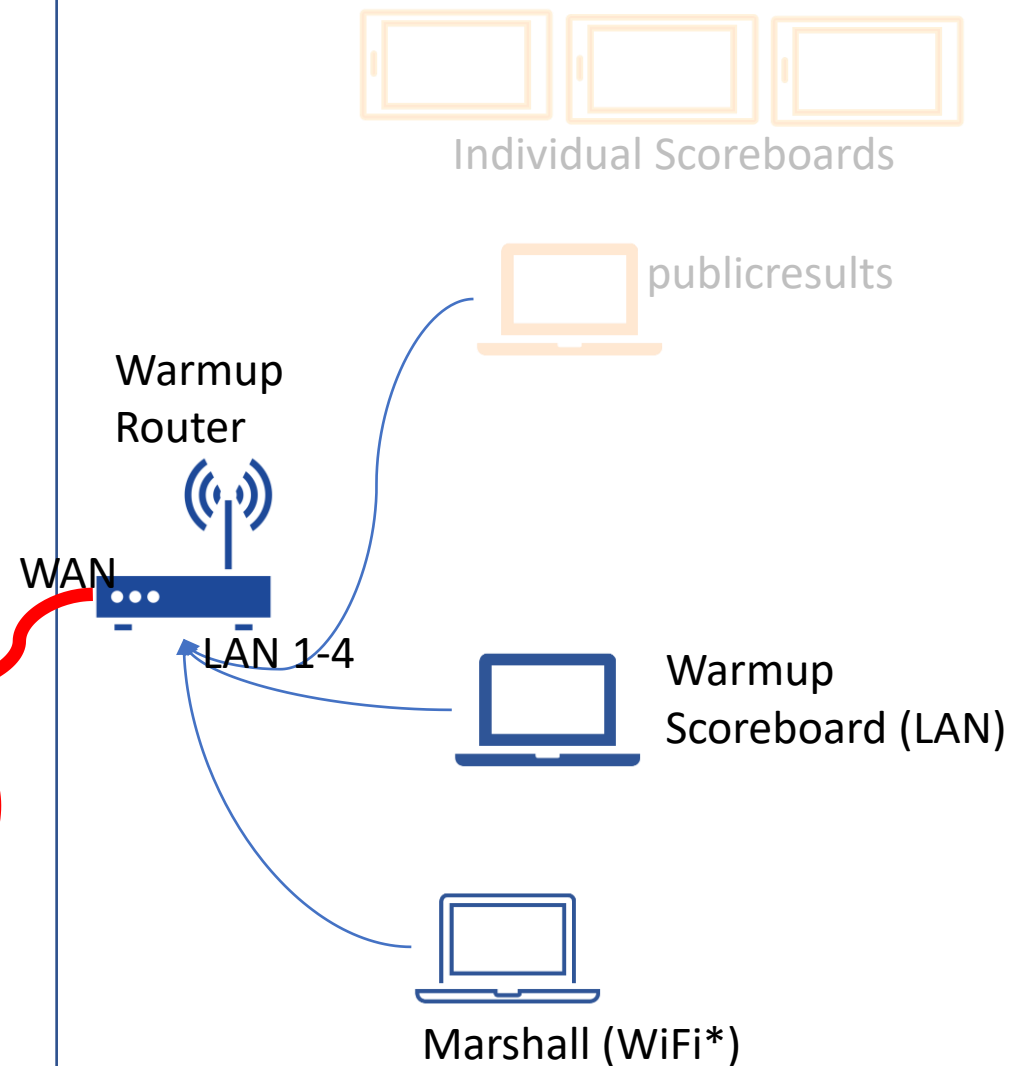 Individual Scoreboards
publicresults
Warmup
Router
WAN
LAN 1-4
Warmup
Scoreboard (LAN)
Marshall (WiFi*)